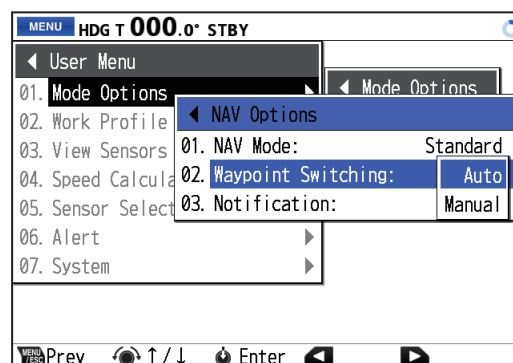 MENU HDG T 000.0° STBY
◀ User Menu
01. Mode Options
◀ Mode Options
02. Work Profile
◀ NAV Options
03. View Sensors
01. NAV Mode: Standard
04. Speed Calcula
02. Waypoint Switching: Auto
05. Sensor Select
03. Notification: Manual
06. Alert ▶
07. System ▶
MENU/ESC Prev ↑/↓ Enter ◀ ▶